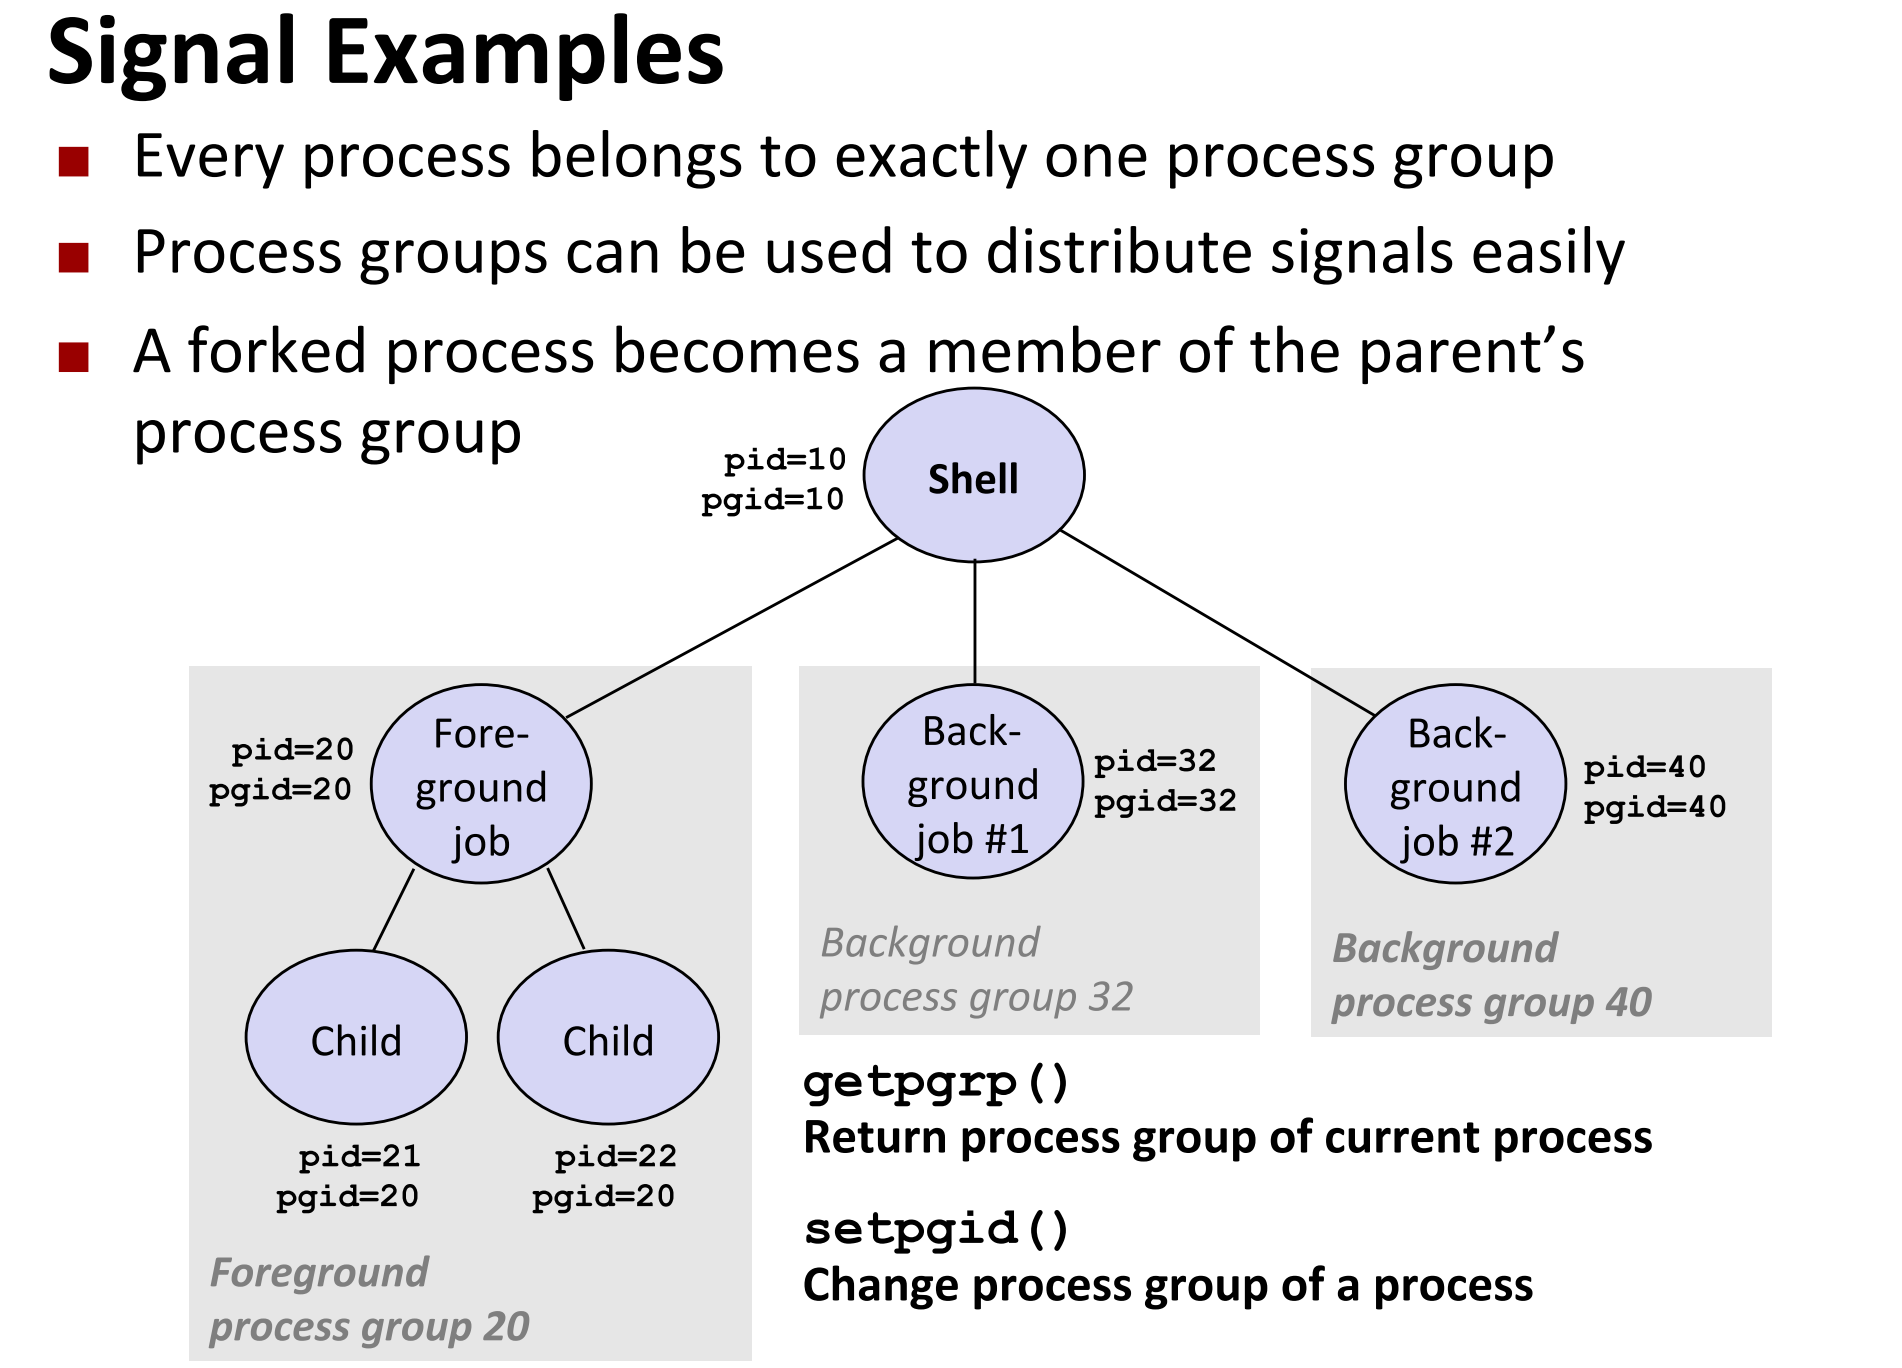 Signal Examples
Every process belongs to exactly one process group
Process groups can be used to distribute signals easily
A forked process becomes a member of the parent’s
process group
pid=10
pgid=10
Shell
pid=20
pgid=20
Fore-
ground
job
Back-
ground
job #1
pid=32
pgid=32
Back-
ground
job #2
pid=40
pgid=40
Background
process group 32
Background
process group 40
Child
Child
pid=21
pgid=20
pid=22
pgid=20
Foreground
process group 20
getpgrp()
Return process group of current process
setpgid()
Change process group of a process